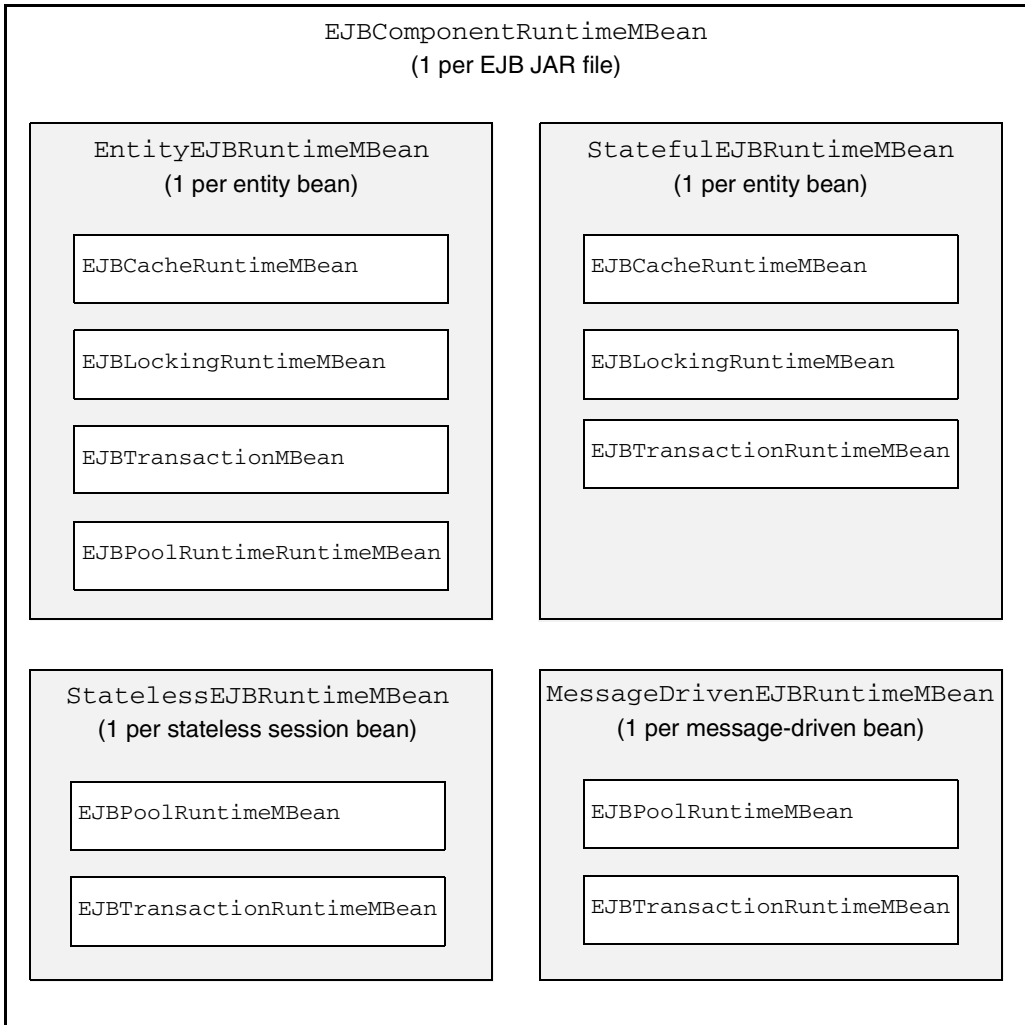 EJBComponentRuntimeMBean
(1 per EJB JAR file)
EntityEJBRuntimeMBean
(1 per entity bean)
EJBCacheRuntimeMBean
EJBLockingRuntimeMBean
EJBTransactionMBean
EJBPoolRuntimeRuntimeMBean
StatefulEJBRuntimeMBean
(1 per entity bean)
EJBCacheRuntimeMBean
EJBLockingRuntimeMBean
EJBTransactionRuntimeMBean
StatelessEJBRuntimeMBean
(1 per stateless session bean)
EJBPoolRuntimeMBean
EJBTransactionRuntimeMBean
MessageDrivenEJBRuntimeMBean
(1 per message-driven bean)
EJBPoolRuntimeMBean
EJBTransactionRuntimeMBean